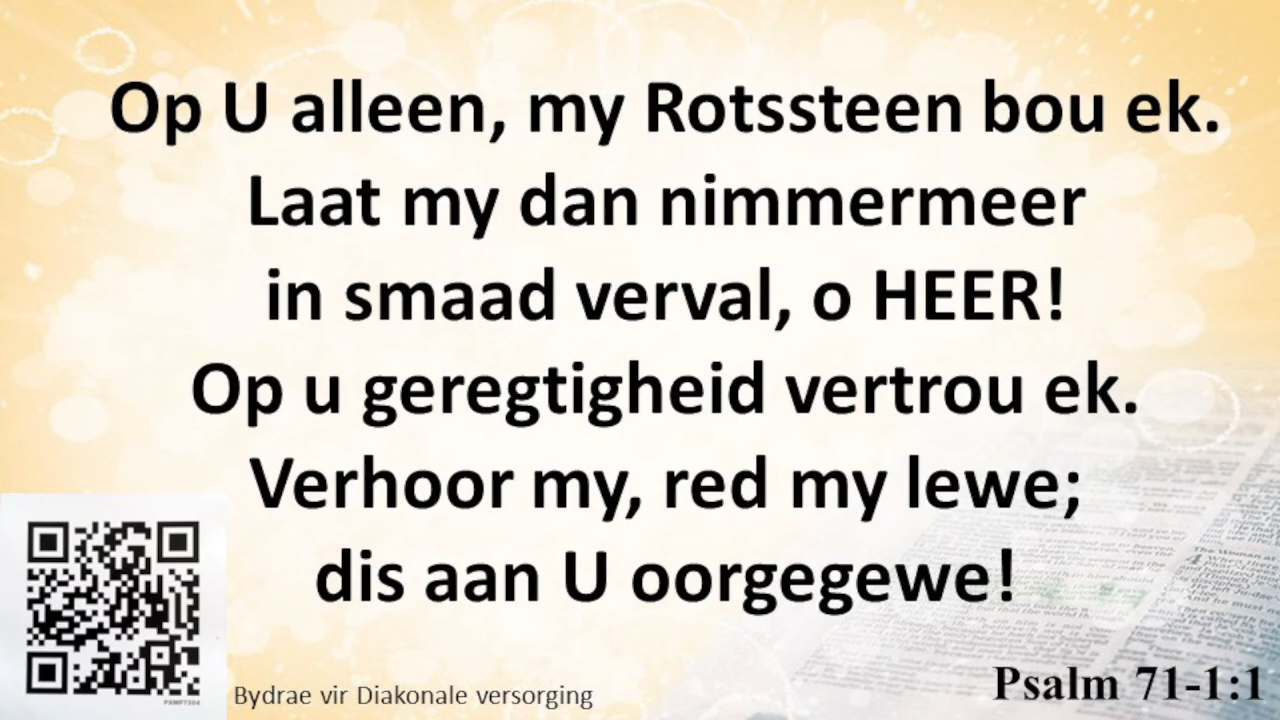 Op U alleen, my Rotssteen bou ek.
Laat my dan nimmermeer
in smaad verval, o HEER!
Op u geregtigheid vertrou ek.
Verhoor my, red my lewe;
dis aan U oorgegewe!
Bydrae vir Diakonale versorging
Psalm 71-1:1